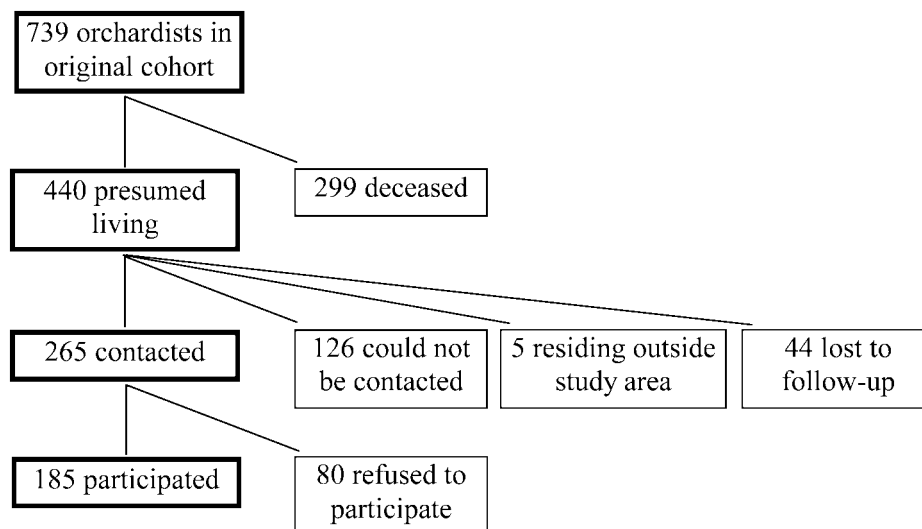 739 orchardists in
original cohort
440 presumed
living
299 deceased
265 contacted
126 could not
be contacted
5 residing outside
study area
44 lost to
follow-up
185 participated
80 refused to
participate